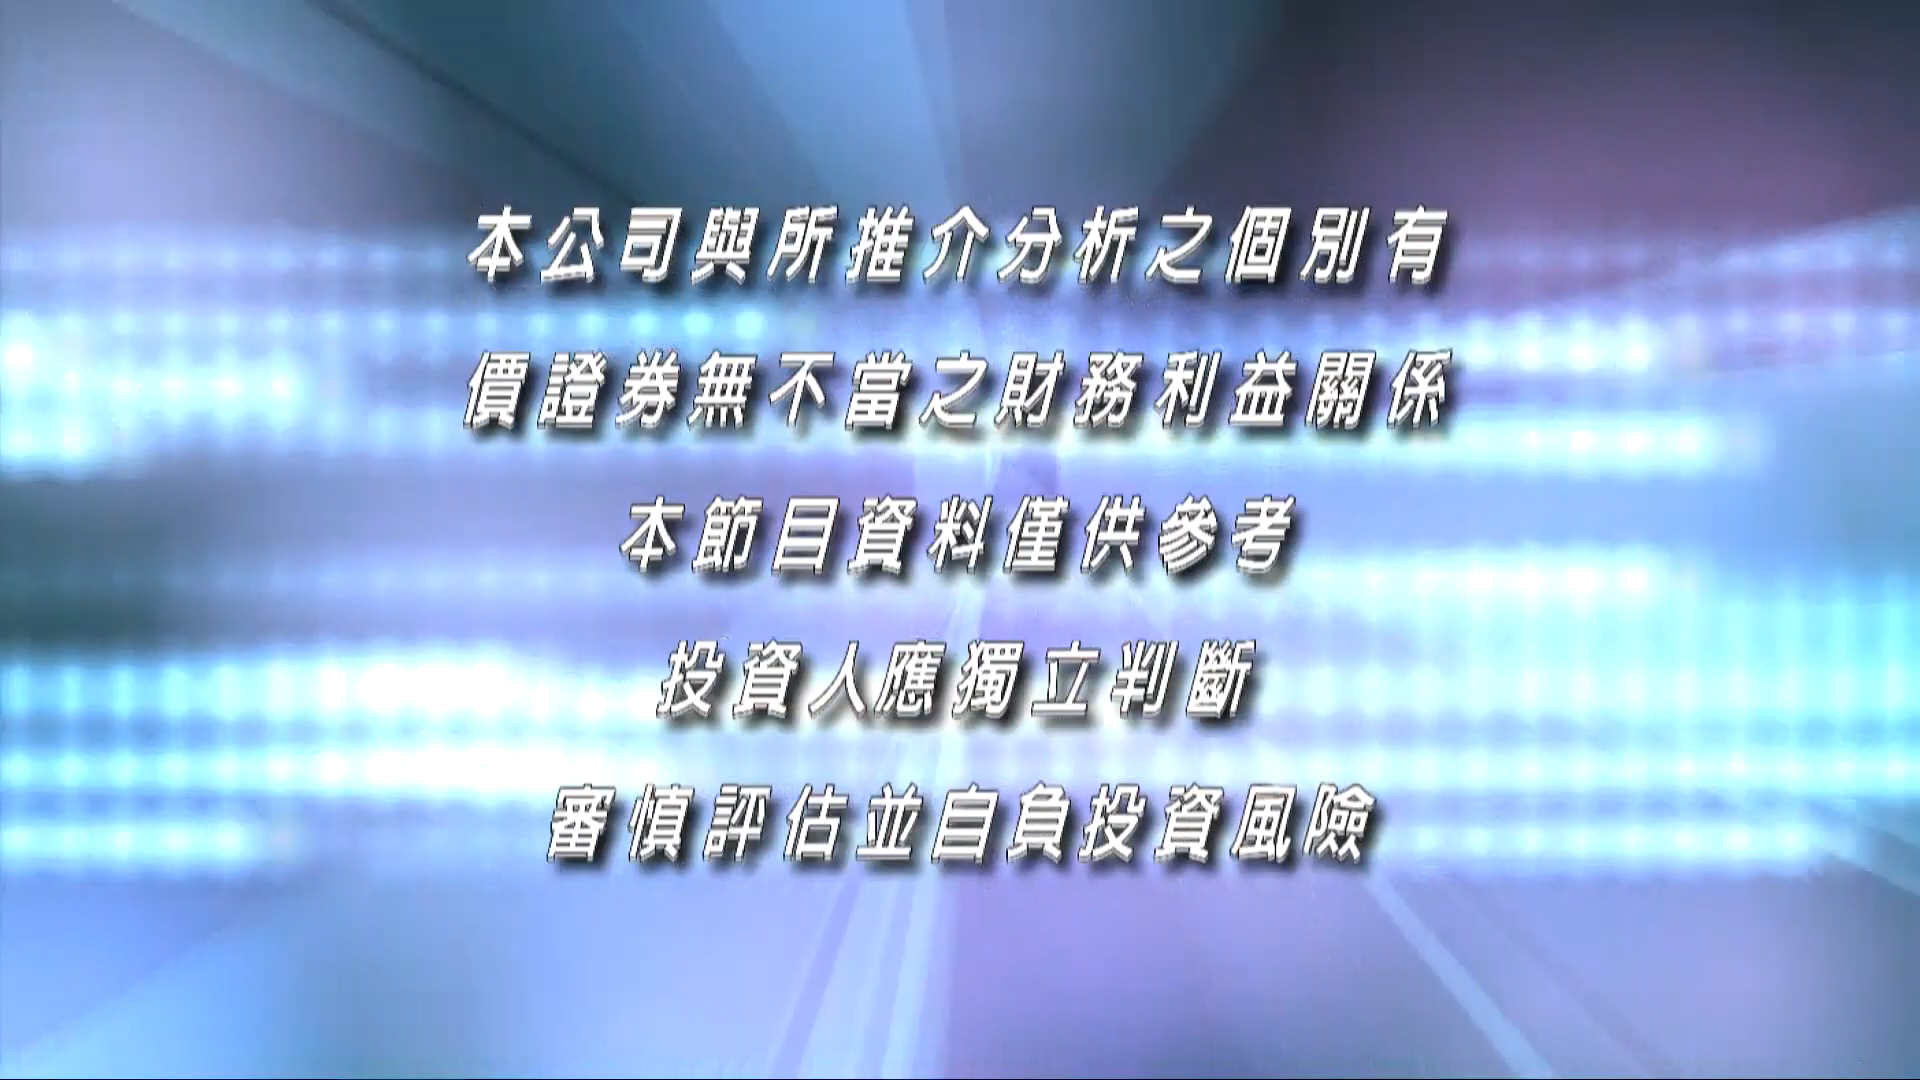 本公司與所推介分析之個別有
價證券無不當之財務利益關係
本節目資料僅供參考
投資人應獨立判斷
審慎評估並自負投資風險